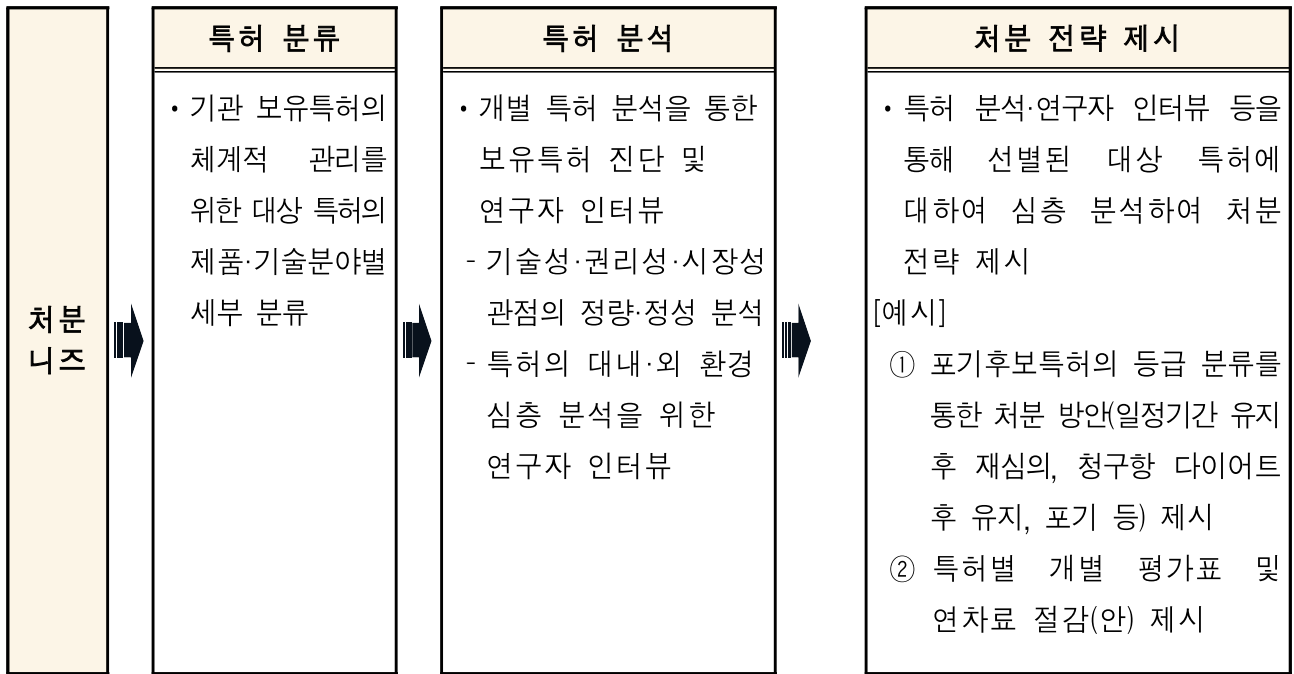 처분
니즈
특허 분류
• 기관 보유특허의
체계적 관리를
위한 대상 특허의
제품·기술분야별
세부 분류
특허 분석
• 개별 특허 분석을 통한
보유특허 진단 및
연구자 인터뷰
- 기술성·권리성·시장성
관점의 정량·정성 분석
- 특허의 대내·외 환경
심층 분석을 위한
연구자 인터뷰
처분 전략 제시
• 특허 분석·연구자 인터뷰 등을
통해 선별된 대상 특허에
대하여 심층 분석하여 처분
전략 제시
[예시]
① 포기후보특허의 등급 분류를
통한 처분 방안(일정기간 유지
후 재심의, 청구항 다이어트
후 유지, 포기 등) 제시
② 특허별 개별 평가표 및
연차료 절감(안) 제시